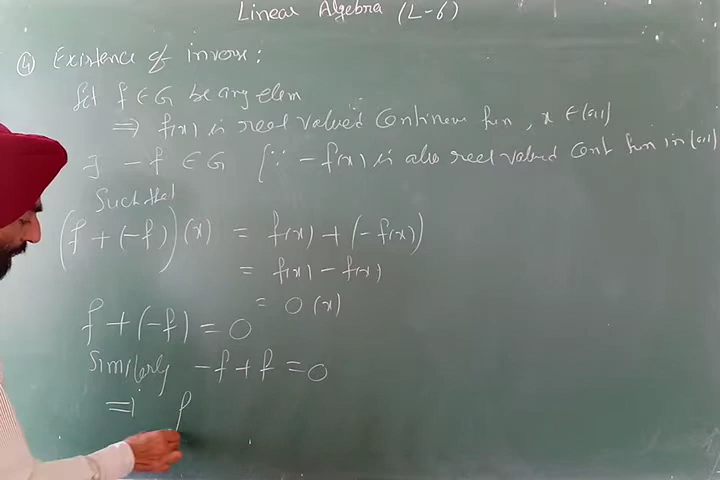 Linear Algebra (L-6)
④ Existence of invers:
Let f ∈ G be any elem
⇒ f(x) is real valued Continuous fun, x ∈ [0,1]
∃ -f ∈ G [∵ -f(x) is also real valued Cont fun in [0,1]
Such that
(f + (-f))(x) = f(x) + (-f(x))
= f(x) - f(x)
= 0(x)
f + (-f) = 0
Similarly -f + f = 0
⇒ f